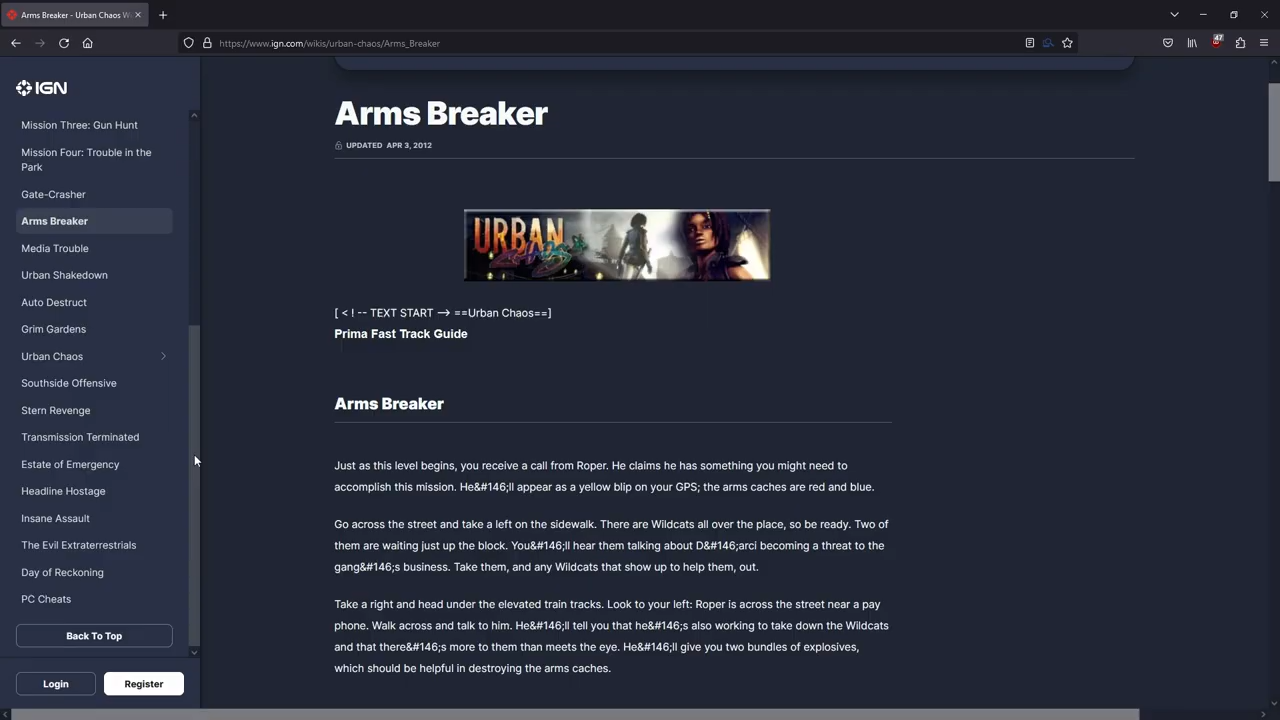 Arms Breaker - Urban Chaos W
47
https://www.ign.com/wikis/urban-chaos/Arms_Breaker
IGN
Mission Three: Gun Hunt
Mission Four: Trouble in the
Park
Gate-Crasher
Arms Breaker
Media Trouble
Urban Shakedown
Auto Destruct
Grim Gardens
Urban Chaos
Southside Offensive
Stern Revenge
Transmission Terminated
Estate of Emergency
Headline Hostage
Insane Assault
The Evil Extraterrestrials
Day of Reckoning
PC Cheats
Back To Top
Login
Register
Arms Breaker
UPDATED APR 3, 2012
URBAN
CHAOS
[ < ! -- TEXT START --> ==Urban Chaos==]
Prima Fast Track Guide
Arms Breaker
Just as this level begins, you receive a call from Roper. He claims he has something you might need to
accomplish this mission. He&#146;ll appear as a yellow blip on your GPS; the arms caches are red and blue.
Go across the street and take a left on the sidewalk. There are Wildcats all over the place, so be ready. Two of
them are waiting just up the block. You&#146;ll hear them talking about D&#146;arci becoming a threat to the
gang&#146;s business. Take them, and any Wildcats that show up to help them, out.
Take a right and head under the elevated train tracks. Look to your left: Roper is across the street near a pay
phone. Walk across and talk to him. He&#146;ll tell you that he&#146;s also working to take down the Wildcats
and that there&#146;s more to them than meets the eye. He&#146;ll give you two bundles of explosives,
which should be helpful in destroying the arms caches.